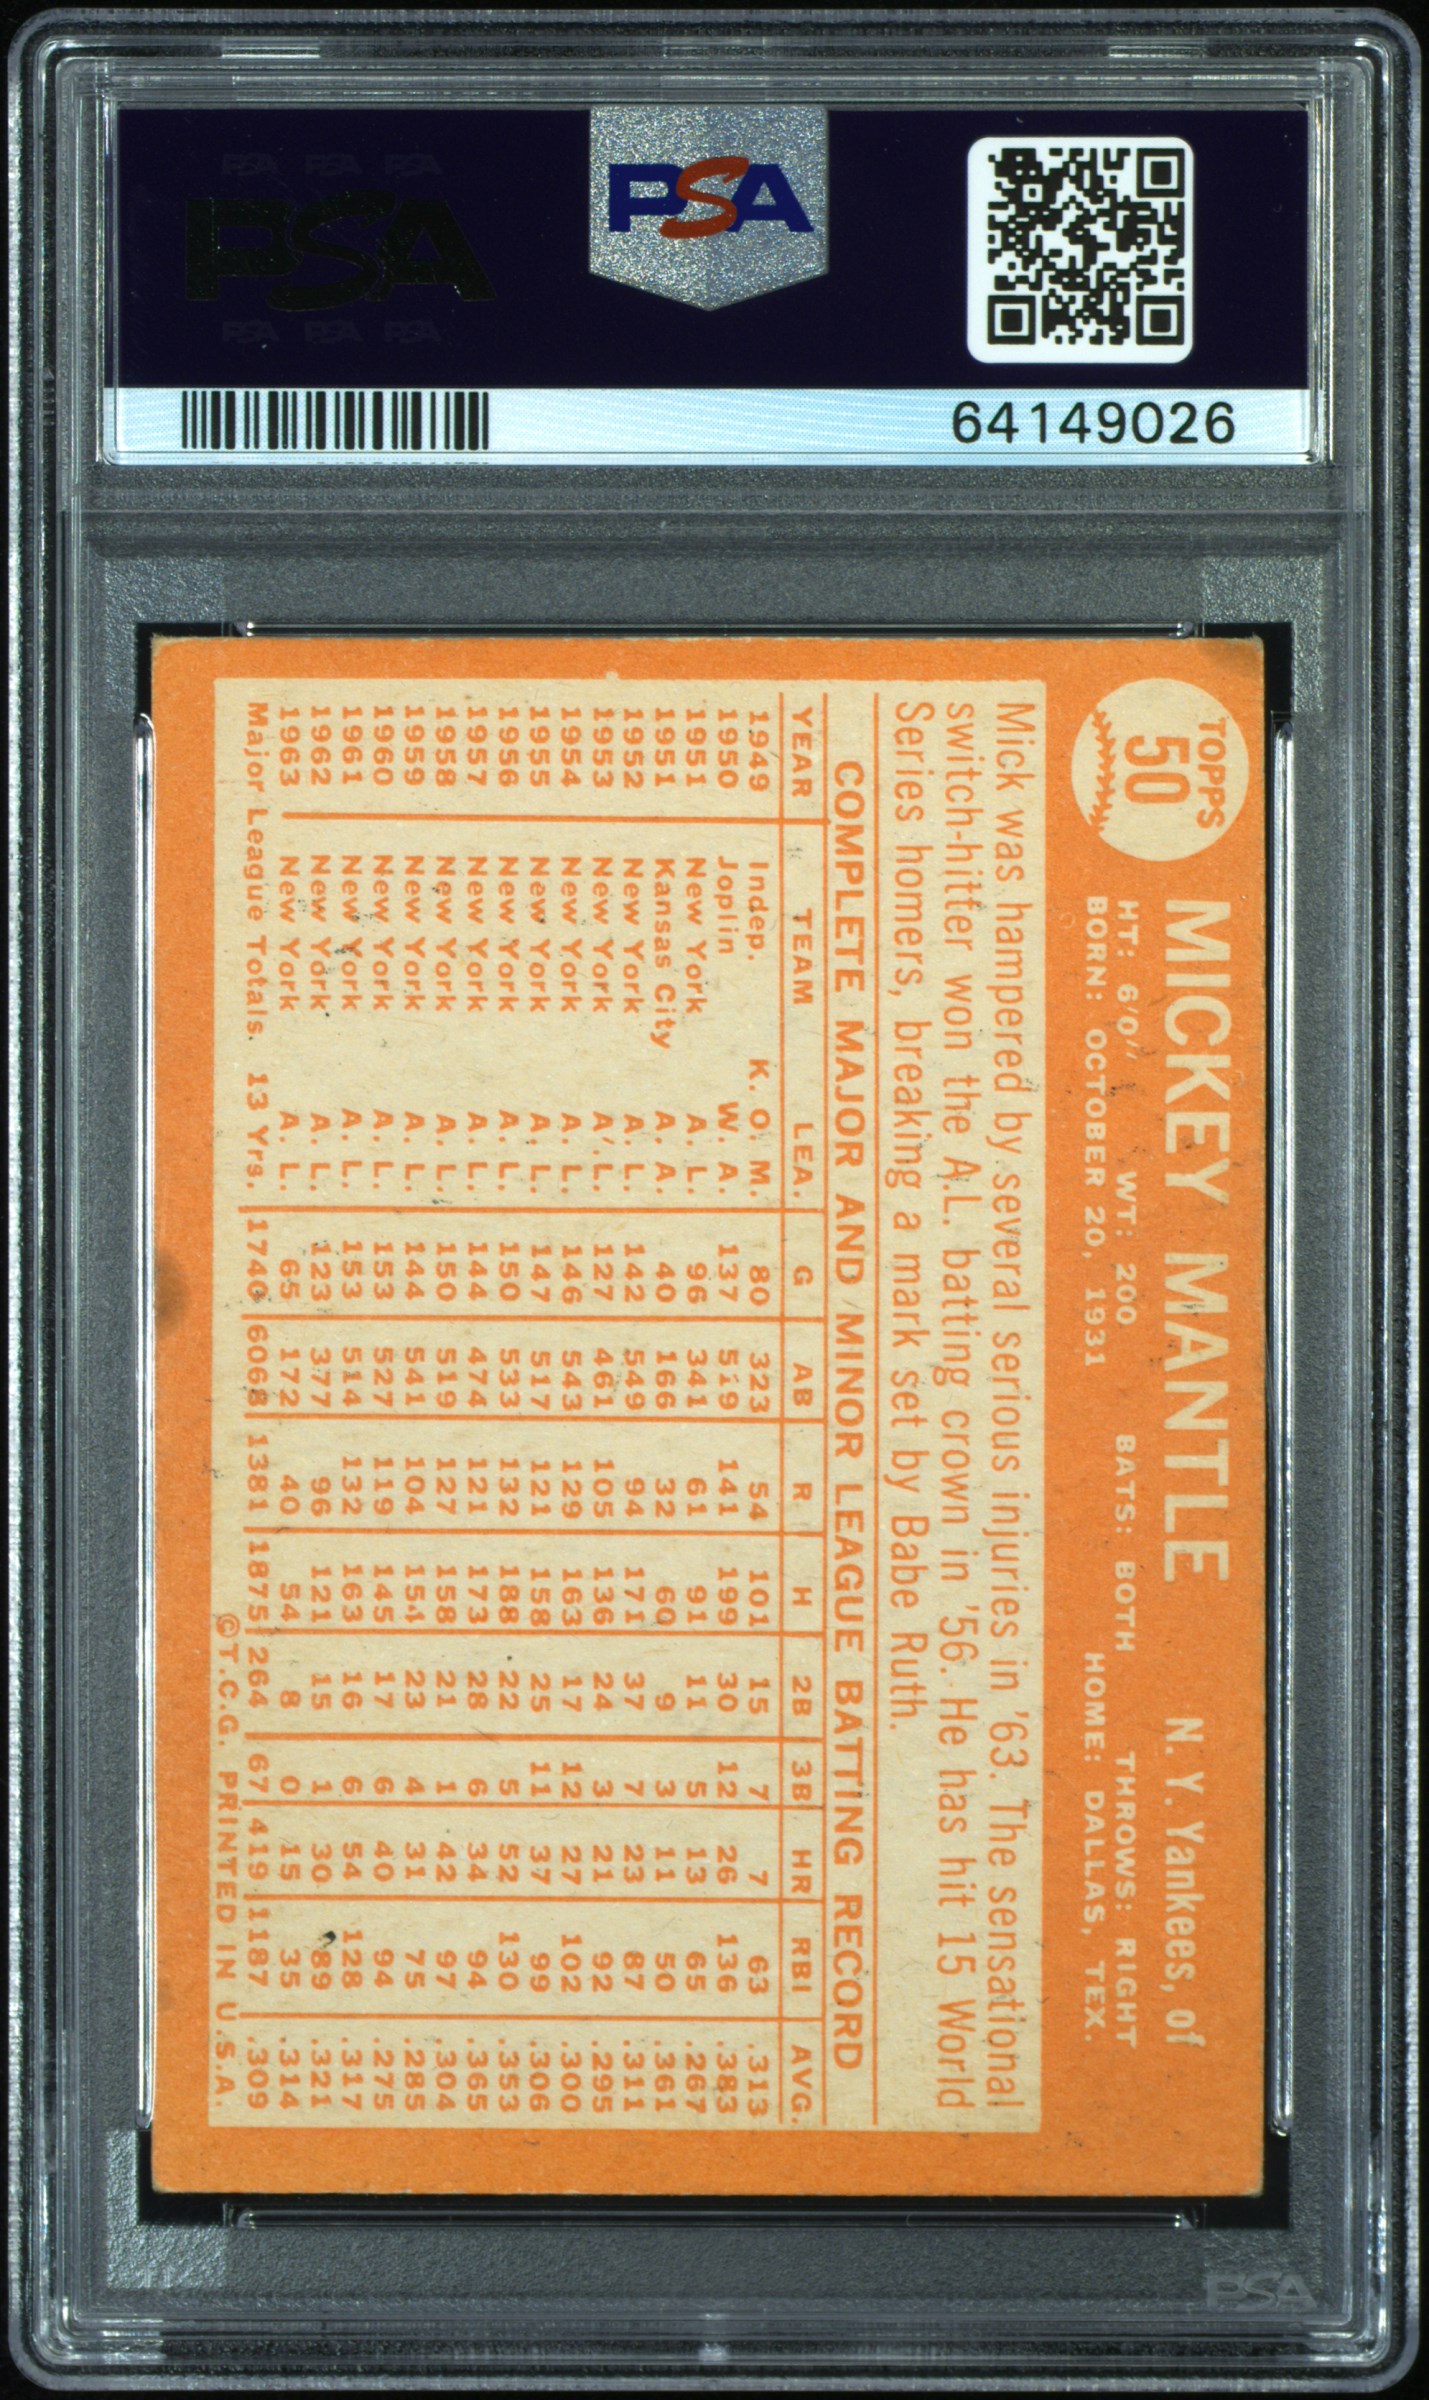 PSA PSA PSA
PSA
PSA PSA PSA
PSA
64149026
TOPPS
50
MICKEY MANTLE N. Y. Yankees, of
HT: 6'0" WT: 200 BATS: BOTH THROWS: RIGHT
BORN: OCTOBER 20, 1931 HOME: DALLAS, TEX.
Mick was hampered by several serious injuries in '63. The sensational
switch-hitter won the A.L. batting crown in '56. He has hit 15 World
Series homers, breaking a mark set by Babe Ruth.
COMPLETE MAJOR AND MINOR LEAGUE BATTING RECORD
YEAR TEAM LEA. G AB R H 2B 3B HR RBI AVG.
1949 Indep. K. O. M. 80 323 54 101 15 7 7 63 .313
1950 Joplin W. A. 137 519 141 199 30 12 26 136 .383
1951 New York A. L. 96 341 61 91 11 5 13 65 .267
1951 Kansas City A. A. 40 166 32 60 9 3 11 50 .361
1952 New York A. L. 142 549 94 171 37 7 23 87 .311
1953 New York A. L. 127 461 105 136 24 3 21 92 .295
1954 New York A. L. 146 543 129 163 17 12 27 102 .300
1955 New York A. L. 147 517 121 158 25 11 37 99 .306
1956 New York A. L. 150 533 132 188 22 5 52 130 .353
1957 New York A. L. 144 474 121 173 28 6 34 94 .365
1958 New York A. L. 150 519 127 158 21 1 42 97 .304
1959 New York A. L. 144 541 104 154 23 4 31 75 .285
1960 New York A. L. 153 527 119 145 17 6 40 94 .275
1961 New York A. L. 153 514 132 163 16 6 54 128 .317
1962 New York A. L. 123 377 96 121 15 1 30 89 .321
1963 New York A. L. 65 172 40 54 8 0 15 35 .314
Major League Totals. 13 Yrs. 1740 6068 1381 1875 264 67 419 1187 .309
©T.C.G. PRINTED IN U.S.A.
PSA